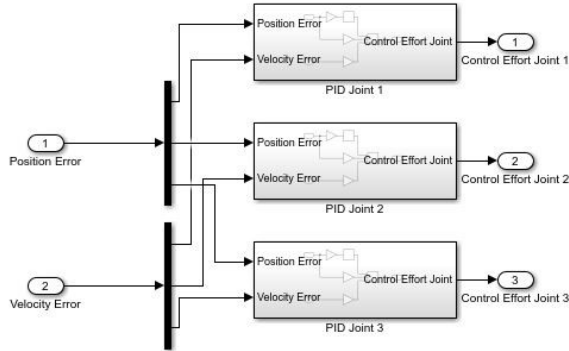 Position Error
Control Effort Joint
1
Velocity Error
Control Effort Joint 1
PID Joint 1
1
Position Error
Position Error
Control Effort Joint
2
Velocity Error
Control Effort Joint 2
PID Joint 2
Position Error
Control Effort Joint
3
2
Velocity Error
Velocity Error
Control Effort Joint 3
PID Joint 3